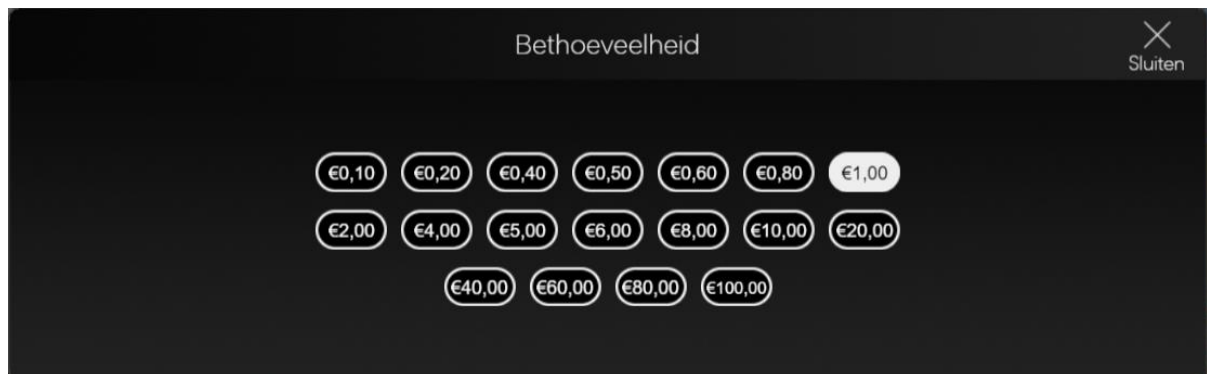 Bethoeveelheid
Sluiten
€0,10 €0,20 €0,40 €0,50 €0,60 €0,80 €1,00
€2,00 €4,00 €5,00 €6,00 €8,00 €10,00 €20,00
€40,00 €60,00 €80,00 €100,00